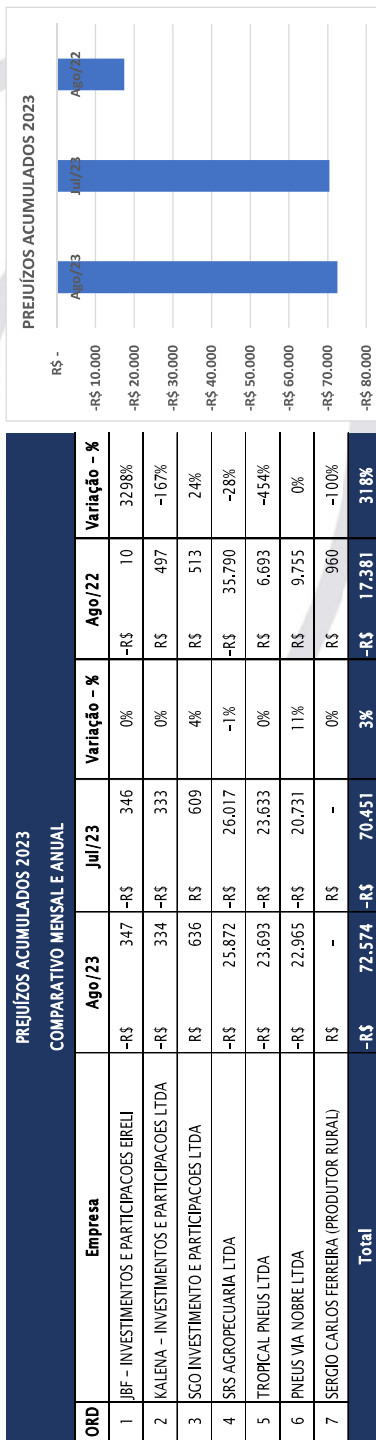 PREJUÍZOS ACUMULADOS 2023
COMPARATIVO MENSAL E ANUAL
ORD Empresa Ago/23 Jul/23 Variação - % Ago/22 Variação - %
1 JBF - INVESTIMENTOS E PARTICIPACOES EIRELI -R$ 347 -R$ 346 0% -R$ 10 3298%
2 KALENA - INVESTIMENTOS E PARTICIPACOES LTDA -R$ 334 -R$ 333 0% R$ 497 -167%
3 SGO INVESTIMENTO E PARTICIPACOES LTDA R$ 636 R$ 609 4% R$ 513 24%
4 SRS AGROPECUARIA LTDA -R$ 25.872 -R$ 26.017 -1% -R$ 35.790 -28%
5 TROPICAL PNEUS LTDA -R$ 23.693 -R$ 23.633 0% R$ 6.693 -454%
6 PNEUS VIA NOBRE LTDA -R$ 22.965 -R$ 20.731 11% R$ 9.755 0%
7 SERGIO CARLOS FERREIRA (PRODUTOR RURAL) R$ - R$ - 0% R$ 960 -100%
Total -R$ 72.574 -R$ 70.451 3% -R$ 17.381 318%
PREJUÍZOS ACUMULADOS 2023
Ago/23 Jul/23 Ago/22
R$ -
-R$ 10.000
-R$ 20.000
-R$ 30.000
-R$ 40.000
-R$ 50.000
-R$ 60.000
-R$ 70.000
-R$ 80.000